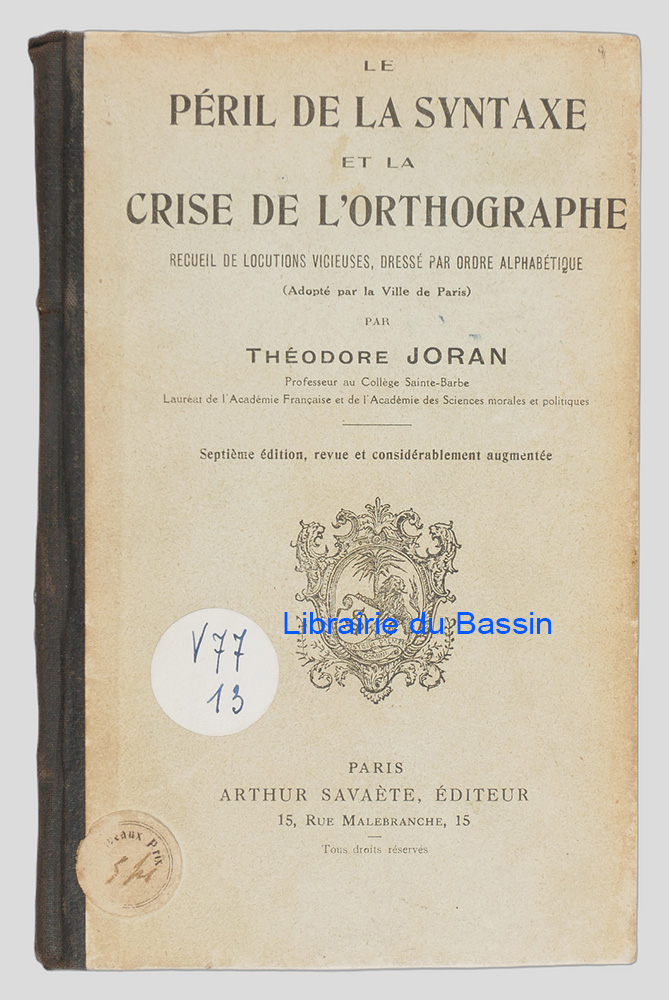 LE
PÉRIL DE LA SYNTAXE
ET LA
CRISE DE L'ORTHOGRAPHE
RECUEIL DE LOCUTIONS VICIEUSES, DRESSÉ PAR ORDRE ALPHABÉTIQUE
(Adopté par la Ville de Paris)
PAR
THÉODORE JORAN
Professeur au Collège Sainte-Barbe
Lauréat de l'Académie Française et de l'Académie des Sciences morales et politiques
Septième édition, revue et considérablement augmentée
Librairie du Bassin
V77
13
PARIS
ARTHUR SAVAÈTE, ÉDITEUR
15, RUE MALEBRANCHE, 15
Tous droits réservés
Prix